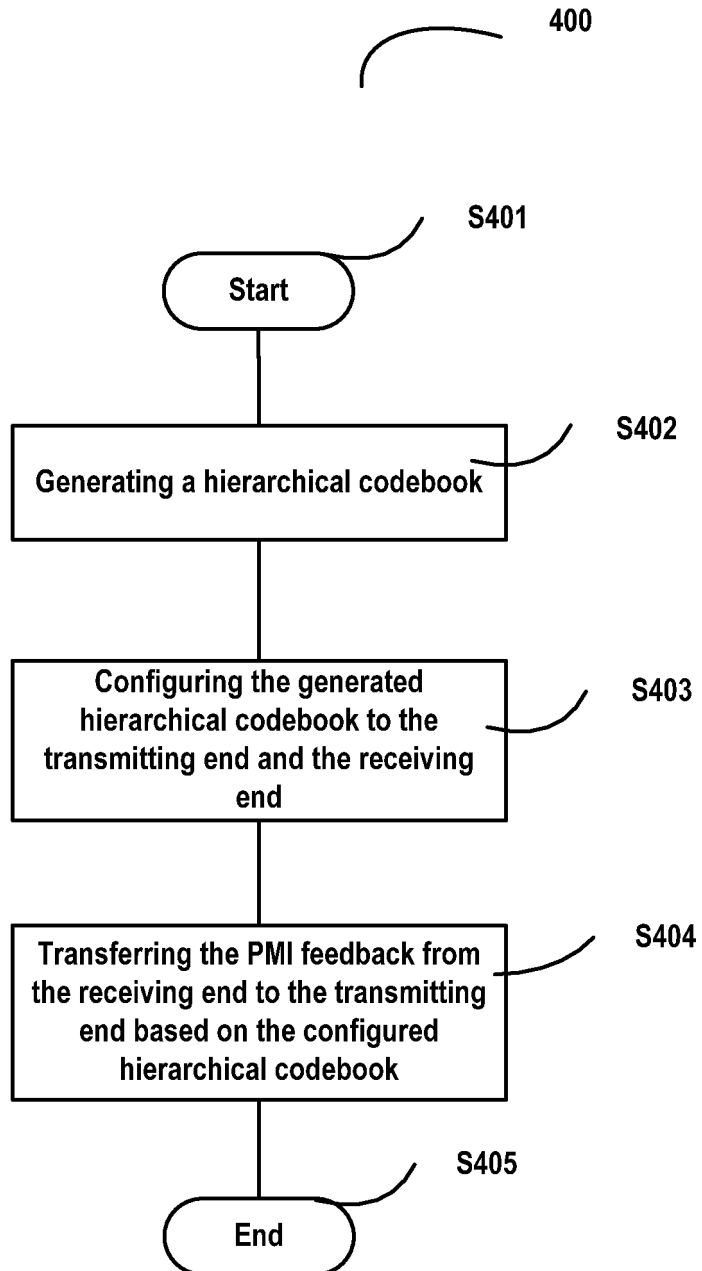 400
S401
Start
S402
Generating a hierarchical codebook
S403
Configuring the generated
hierarchical codebook to the
transmitting end and the receiving
end
S404
Transferring the PMI feedback from
the receiving end to the transmitting
end based on the configured
hierarchical codebook
S405
End